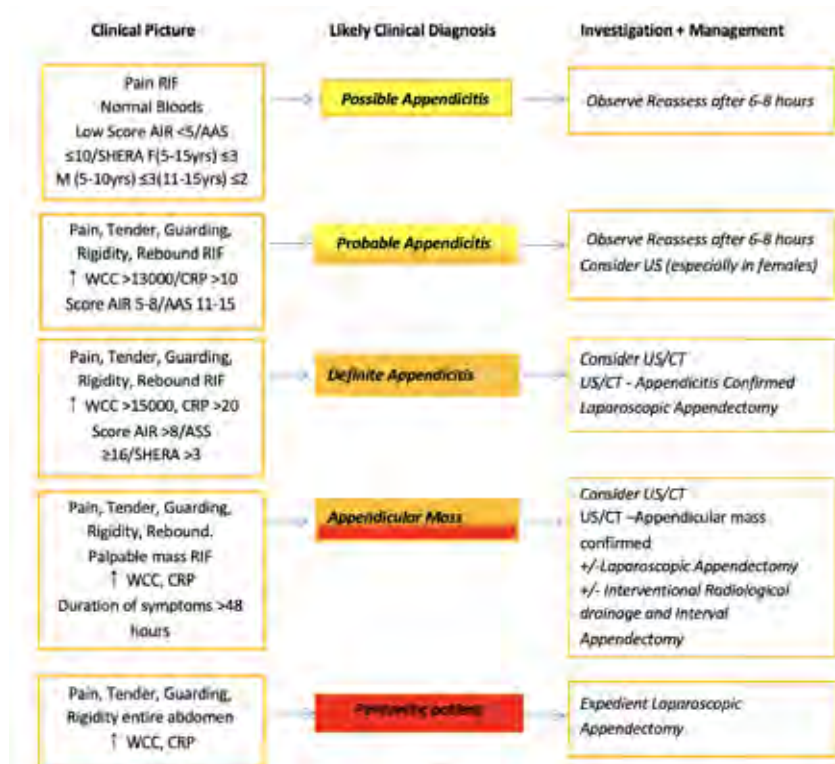 Clinical Picture
Likely Clinical Diagnosis
Investigation + Management
Pain RIF
Normal Bloods
Low Score AIR <5/AAS
≤10/SHERA F(5-15yrs) ≤3
M (5-10yrs) ≤3(11-15yrs) ≤2
Possible Appendicitis
Observe Reassess after 6-8 hours
Pain, Tender, Guarding,
Rigidity, Rebound RIF
↑ WCC >13000/CRP >10
Score AIR 5-8/AAS 11-15
Probable Appendicitis
Observe Reassess after 6-8 hours
Consider US (especially in females)
Pain, Tender, Guarding,
Rigidity, Rebound RIF
↑ WCC >15000, CRP >20
Score AIR >8/ASS
≥16/SHERA >3
Definite Appendicitis
Consider US/CT
US/CT - Appendicitis Confirmed
Laparoscopic Appendectomy
Pain, Tender, Guarding,
Rigidity, Rebound.
Palpable mass RIF
↑ WCC, CRP
Duration of symptoms >48
hours
Appendicular Mass
Consider US/CT
US/CT –Appendicular mass
confirmed
+/-Laparoscopic Appendectomy
+/- Interventional Radiological
drainage and Interval
Appendectomy
Pain, Tender, Guarding,
Rigidity entire abdomen
↑ WCC, CRP
Expedient Laparoscopic
Appendectomy